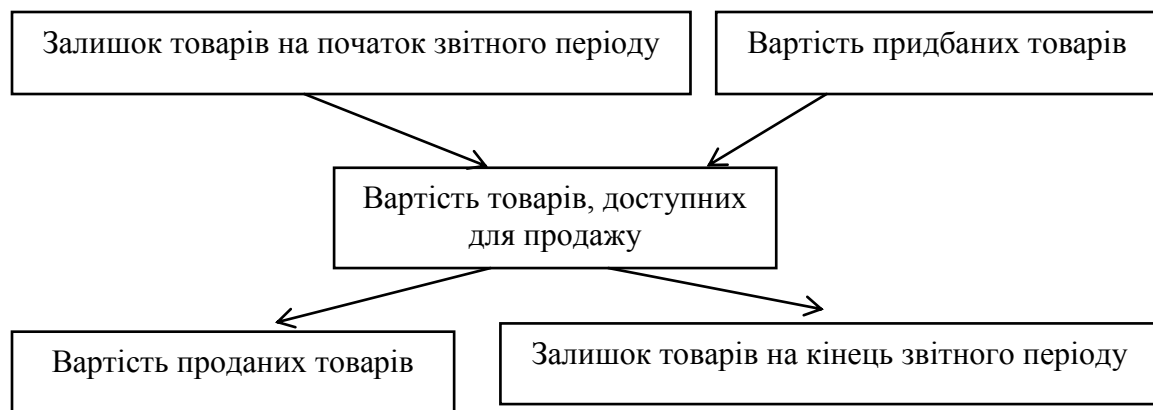 Залишок товарів на початок звітного періоду
Вартість придбаних товарів
Вартість товарів, доступних
для продажу
Вартість проданих товарів
Залишок товарів на кінець звітного періоду